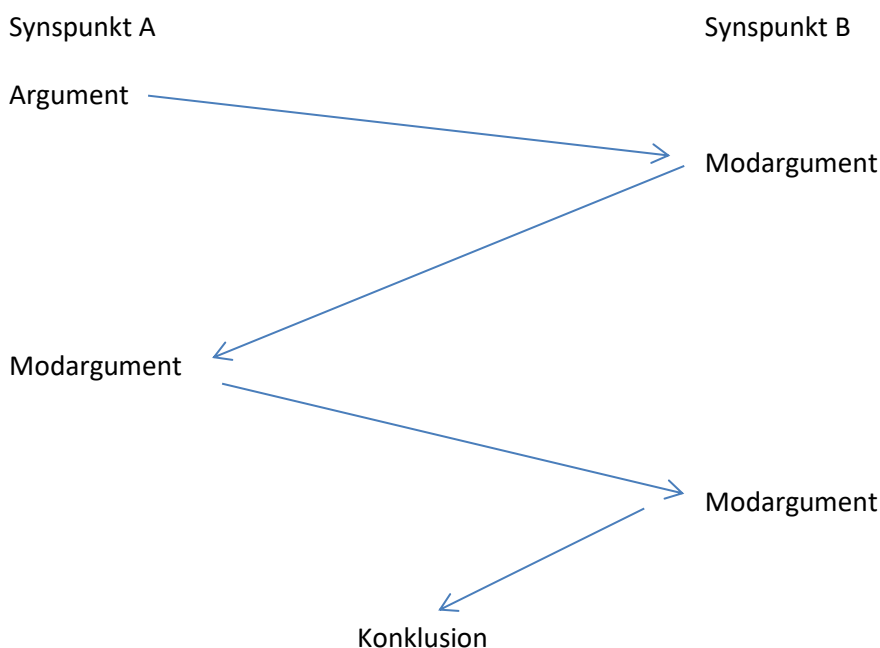 Synspunkt A Synspunkt B
Argument
Modargument
Modargument
Modargument
Konklusion